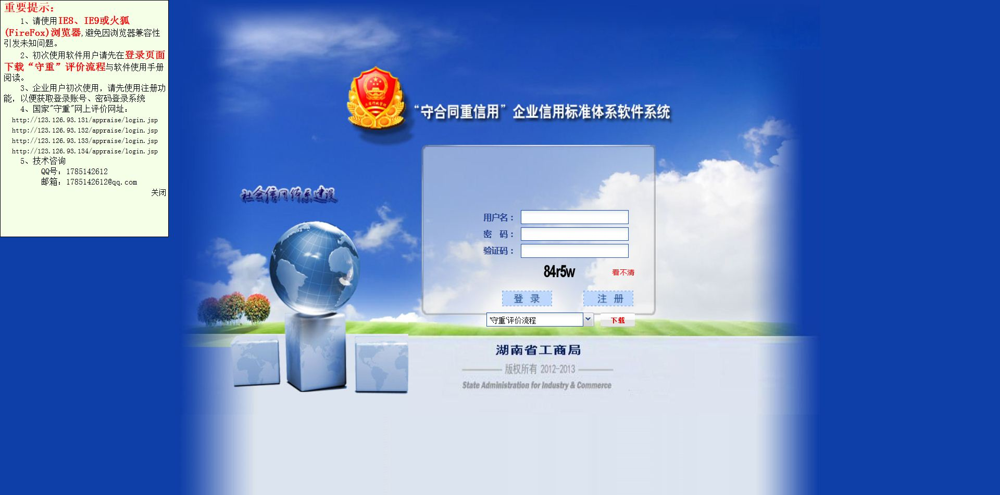 重要提示：
1、请使用IE8、IE9或火狐
(FireFox)浏览器,避免因浏览器兼容性
引发未知问题。
2、初次使用软件用户请先在登录页面
下载“守重”评价流程与软件使用手册
阅读。
3、企业用户初次使用，请先使用注册功
能，以便获取登录账号、密码登录系统
4、国家"守重"网上评价网址：
http://123.126.93.131/appraise/login.jsp
http://123.126.93.132/appraise/login.jsp
http://123.126.93.133/appraise/login.jsp
http://123.126.93.134/appraise/login.jsp
5、技术咨询
QQ号：1785142612
邮箱：1785142612@qq.com
关闭
“守合同重信用”企业信用标准体系软件系统
社会信用体系建设
用户名：
密 码：
验证码：
84r5w 看不清
登 录 注 册
'守重'评价流程 下载
湖南省工商局
版权所有 2012-2013
State Administration for Industry & Commerce